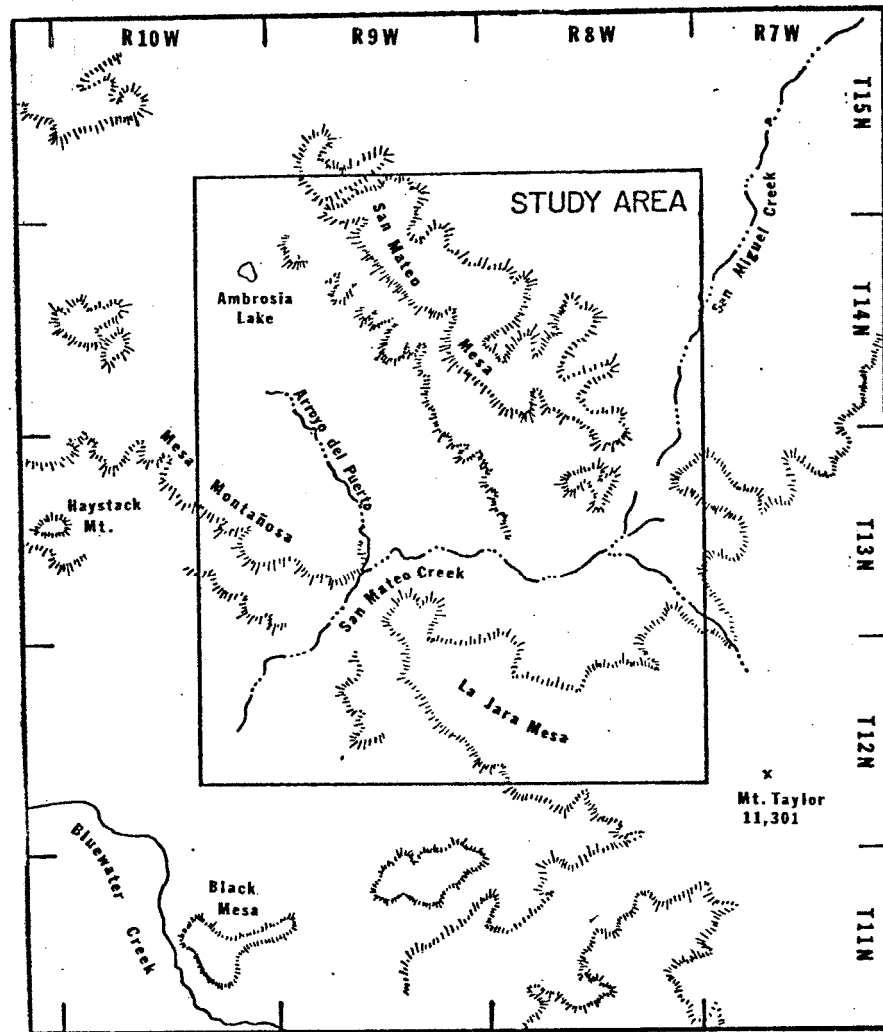 R10W
R9W
R8W
R7W
T15N
STUDY AREA
San Mateo
Mesa
San Miguel Creek
Ambrosia
Lake
T14N
Arroyo del Puerto
Mesa
Montañosa
Haystack
Mt.
T13N
San Mateo Creek
La Jara Mesa
T12N
Mt. Taylor
11,301
Bluewater
Creek
Black
Mesa
T11N